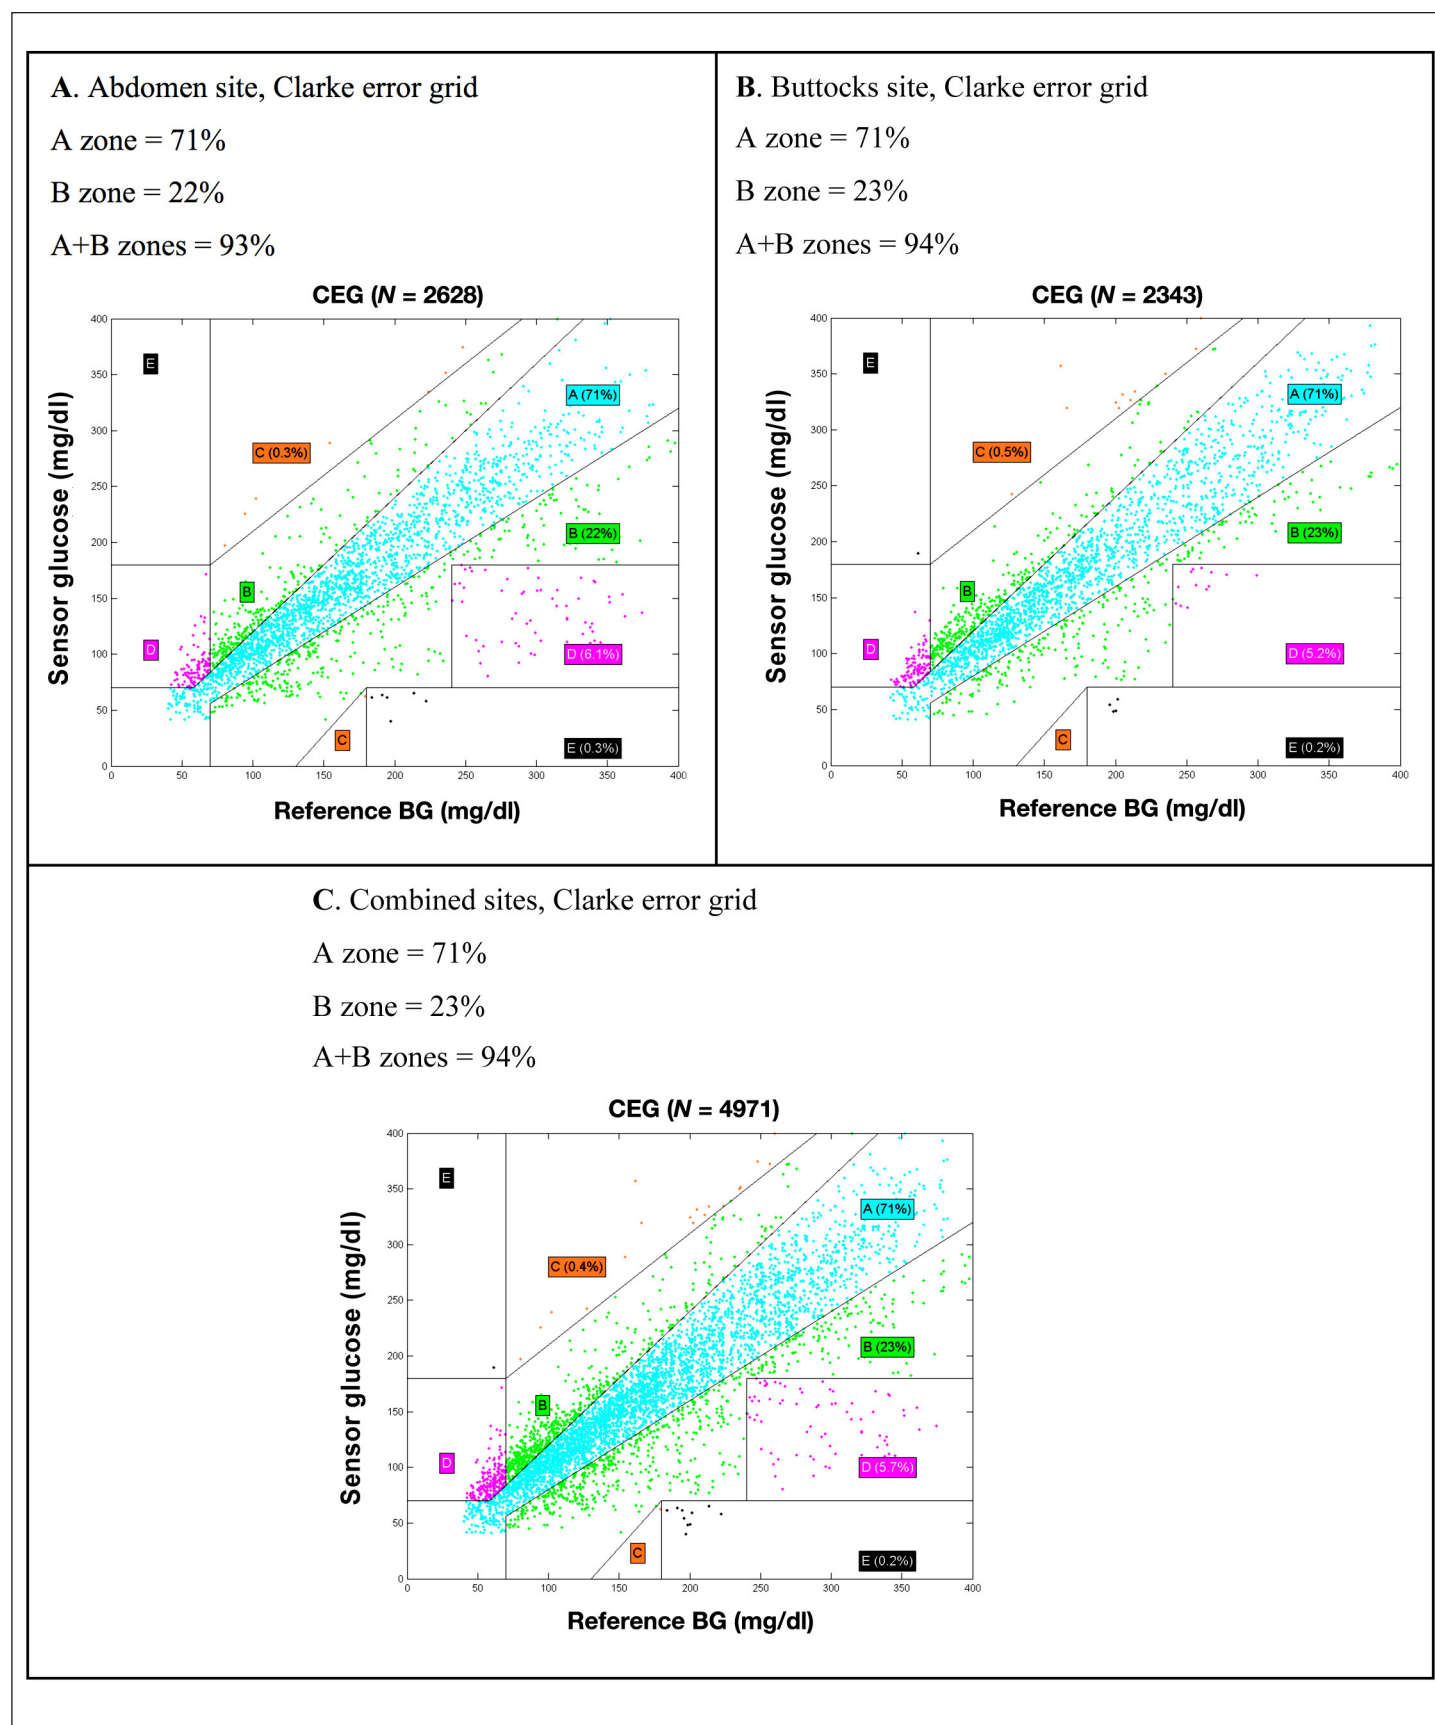 A. Abdomen site, Clarke error grid
A zone = 71%
B zone = 22%
A+B zones = 93%
CEG (N = 2628)
400
350
300
250
200
150
100
50
0
E
C (0.3%)
A (71%)
B (22%)
B
D
D (6.1%)
C
E (0.3%)
0 50 100 150 200 250 300 350 400
Sensor glucose (mg/dl)
Reference BG (mg/dl)
B. Buttocks site, Clarke error grid
A zone = 71%
B zone = 23%
A+B zones = 94%
CEG (N = 2343)
400
350
300
250
200
150
100
50
0
E
C (0.5%)
A (71%)
B (23%)
B
D
D (5.2%)
C
E (0.2%)
0 50 100 150 200 250 300 350 400
Sensor glucose (mg/dl)
Reference BG (mg/dl)
C. Combined sites, Clarke error grid
A zone = 71%
B zone = 23%
A+B zones = 94%
CEG (N = 4971)
400
350
300
250
200
150
100
50
0
E
C (0.4%)
A (71%)
B (23%)
B
D
D (5.7%)
C
E (0.2%)
0 50 100 150 200 250 300 350 400
Sensor glucose (mg/dl)
Reference BG (mg/dl)